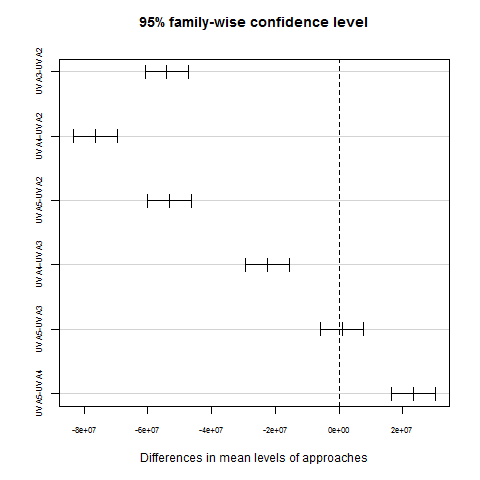 95% family-wise confidence level
UVA3-UVA2
UVA4-UVA2
UVA5-UVA2
UVA4-UVA3
UVA5-UVA3
UVA5-UVA4
-8e+07 -6e+07 -4e+07 -2e+07 0e+00 2e+07
Differences in mean levels of approaches